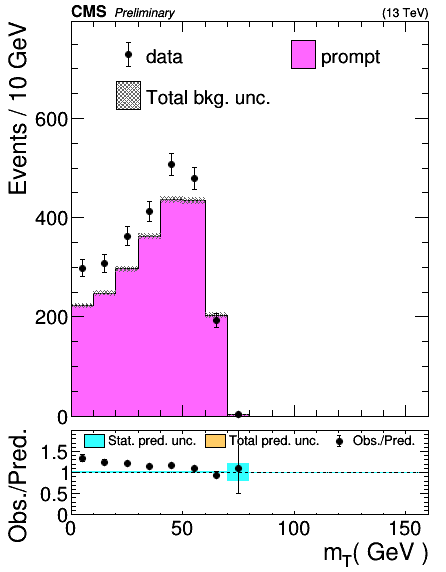 CMS Preliminary (13 TeV)
Events / 10 GeV
data
prompt
Total bkg. unc.
600
400
200
0
Obs./Pred.
Stat. pred. unc.
Total pred. unc.
Obs./Pred.
1.5
1
0.5
0
0 50 100 150
m_T( GeV )